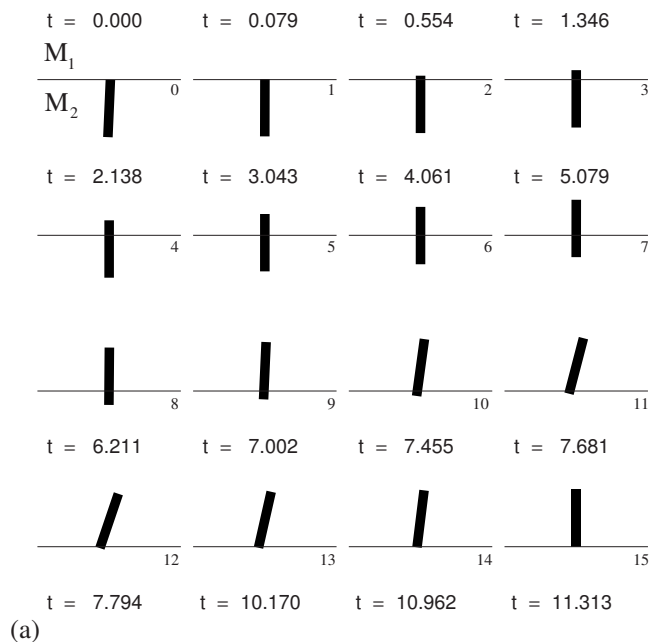 t = 0.000 t = 0.079 t = 0.554 t = 1.346
M₁
M₂
0 1 2 3
t = 2.138 t = 3.043 t = 4.061 t = 5.079
4 5 6 7
8 9 10 11
t = 6.211 t = 7.002 t = 7.455 t = 7.681
12 13 14 15
t = 7.794 t = 10.170 t = 10.962 t = 11.313
(a)